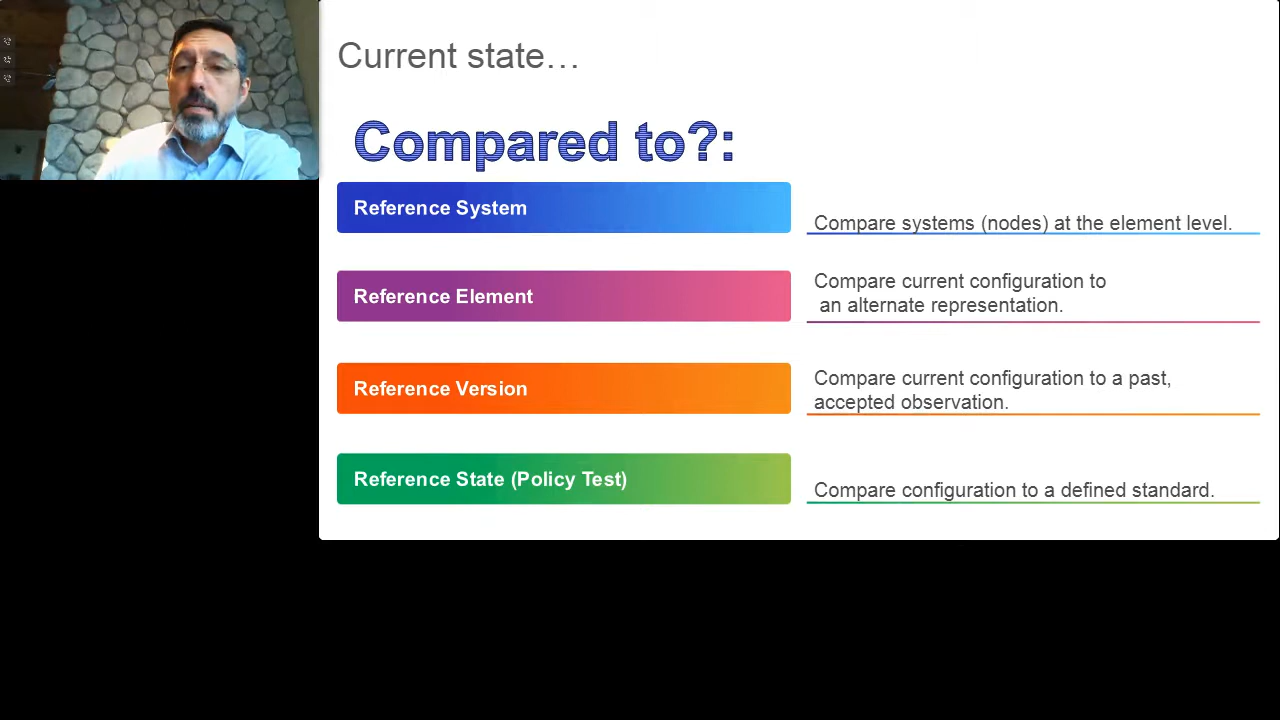 Current state…
Compared to?:
Reference System
Compare systems (nodes) at the element level.
Reference Element
Compare current configuration to
an alternate representation.
Reference Version
Compare current configuration to a past,
accepted observation.
Reference State (Policy Test)
Compare configuration to a defined standard.